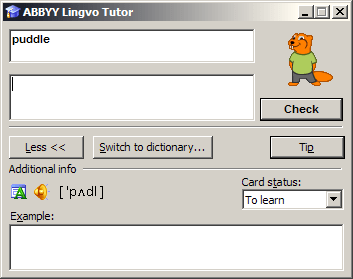 ABBYY Lingvo Tutor
puddle
Check
Less <<
Switch to dictionary...
Tip
Additional info
['pʌdl]
Card status:
To learn
Example: